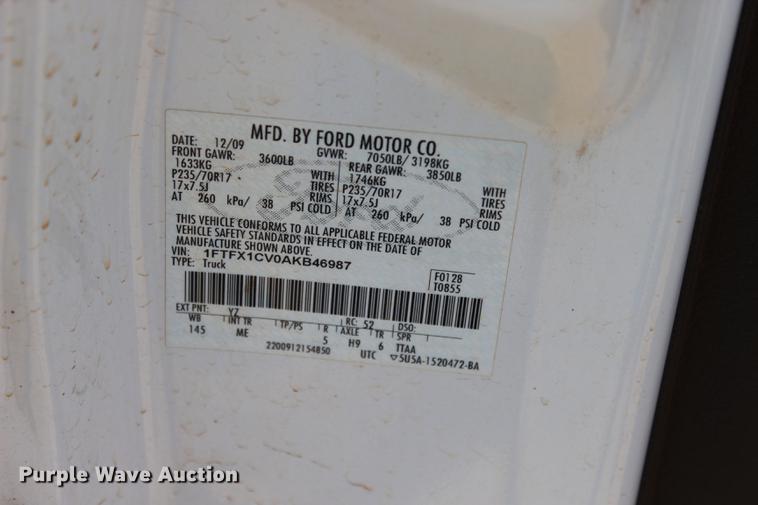 MFD. BY FORD MOTOR CO.
DATE: 12/09 GVWR: 7050LB/ 3198KG
FRONT GAWR: 3600LB REAR GAWR: 3850LB
1633KG WITH 1746KG WITH
P235/70R17 TIRES P235/70R17 TIRES
17x7.5J RIMS 17x7.5J RIMS
AT 260 kPa/ 38 PSI COLD AT 260 kPa/ 38 PSI COLD
THIS VEHICLE CONFORMS TO ALL APPLICABLE FEDERAL MOTOR
VEHICLE SAFETY STANDARDS IN EFFECT ON THE DATE OF
MANUFACTURE SHOWN ABOVE.
VIN: 1FTFX1CV0AKB46987
TYPE: Truck
F0128
T0855
EXT PNT: YZ RC: 52 DSO:
WB INT TR TP/PS R AXLE TR SPR
145 ME 5 H9 6 TTAA
2200912154850 UTC ▽5U5A-1520472-BA
Ford
Purple Wave Auction